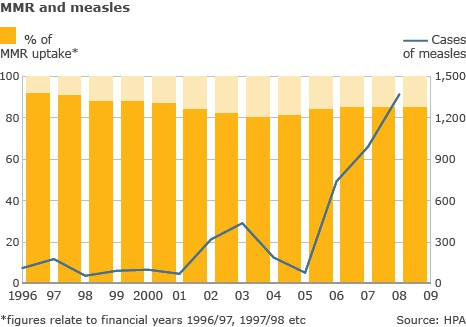 MMR and measles
% of
MMR uptake*
Cases
of measles
100
80
60
40
20
0
1,500
1,200
900
600
300
0
1996 97 98 99 2000 01 02 03 04 05 06 07 08 09
*figures relate to financial years 1996/97, 1997/98 etc
Source: HPA